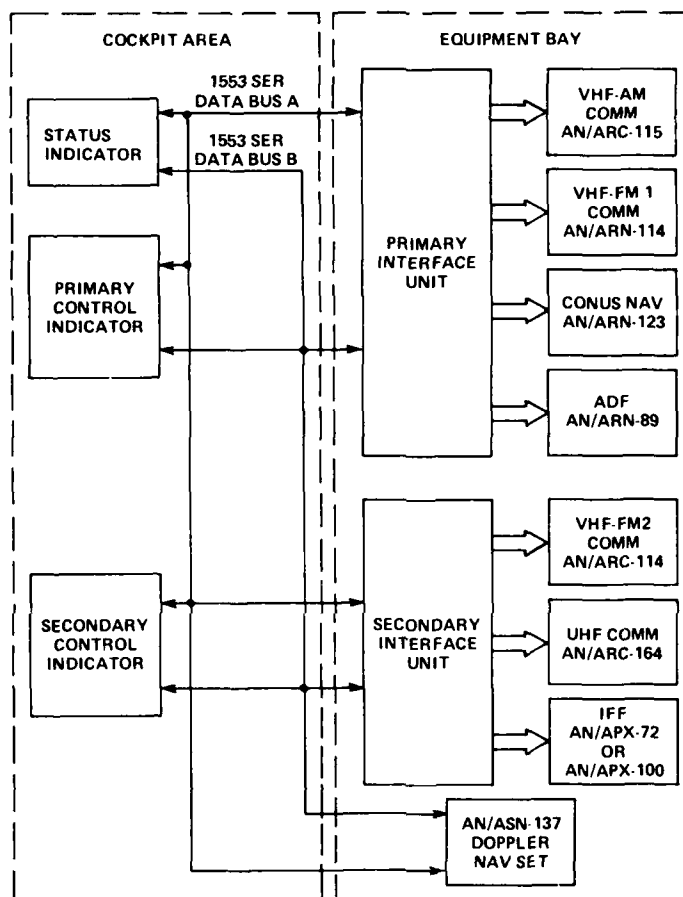 COCKPIT AREA
EQUIPMENT BAY
1553 SER
DATA BUS A
STATUS
INDICATOR
1553 SER
DATA BUS B
PRIMARY
CONTROL
INDICATOR
SECONDARY
CONTROL
INDICATOR
PRIMARY
INTERFACE
UNIT
VHF-AM
COMM
AN/ARC-115
VHF-FM 1
COMM
AN/ARN-114
CONUS NAV
AN/ARN-123
ADF
AN/ARN-89
SECONDARY
INTERFACE
UNIT
VHF-FM2
COMM
AN/ARC-114
UHF COMM
AN/ARC-164
IFF
AN/APX-72
OR
AN/APX-100
AN/ASN-137
DOPPLER
NAV SET